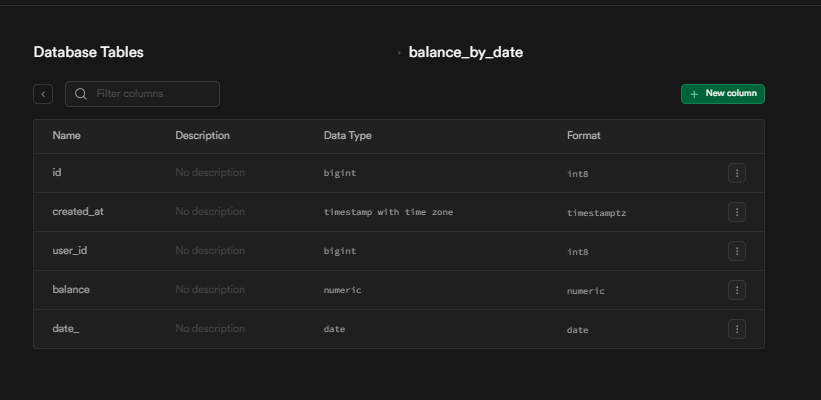 Database Tables › balance_by_date
Filter columns
New column
Name Description Data Type Format
id No description bigint int8
created_at No description timestamp with time zone timestamptz
user_id No description bigint int8
balance No description numeric numeric
date_ No description date date